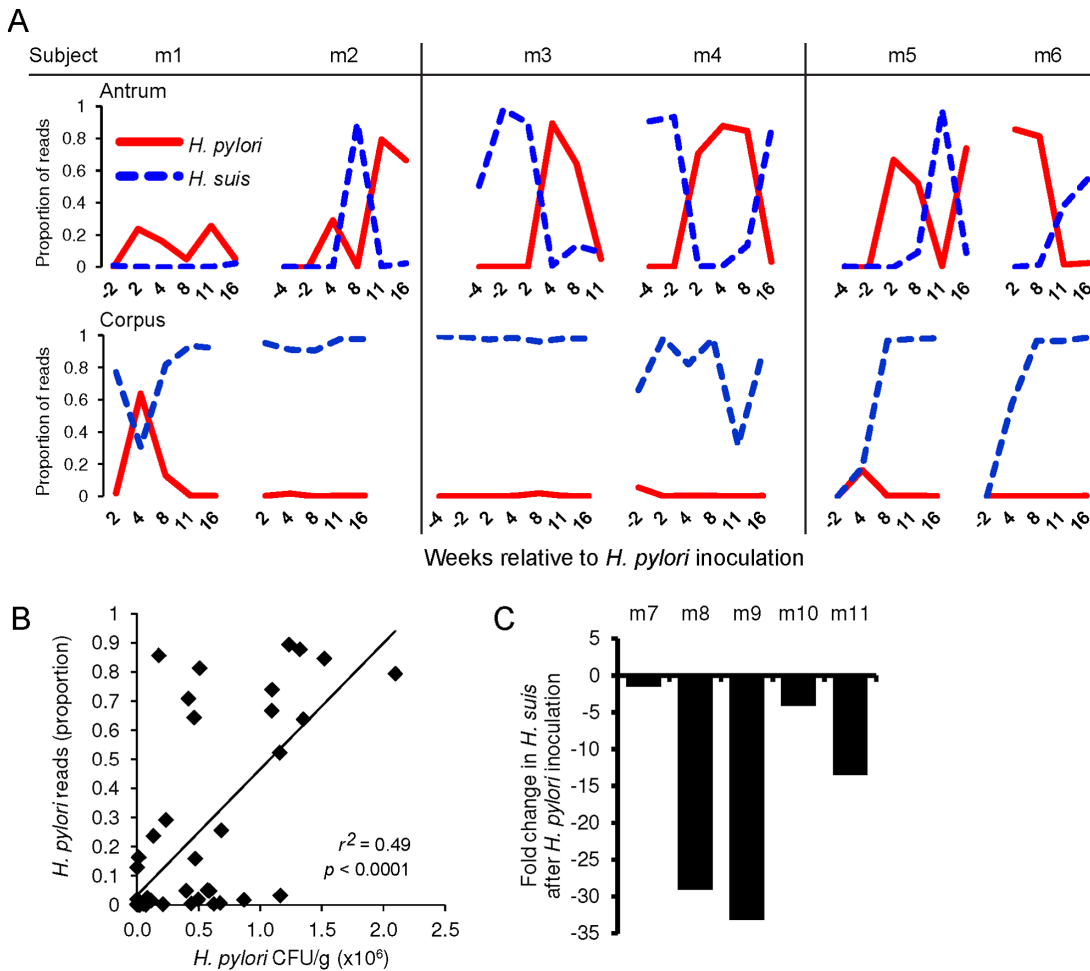 A
Subject m1 m2 m3 m4 m5 m6
Antrum
Proportion of reads
1
0.8
0.6
0.4
0.2
0
H. pylori
H. suis
-2 2 4 8 11 16
-4 -2 2 4 8 11 16
-4 -2 2 4 8 11
-4 -2 2 4 8 16
-4 -2 2 4 8 11 16
2 8 11 16
Corpus
Proportion of reads
1
0.8
0.6
0.4
0.2
0
2 4 8 11 16
2 4 8 11 16
-4 -2 2 4 8 11 16
-2 2 4 8 11 16
-2 4 8 11 16
-2 4 8 11 16
Weeks relative to H. pylori inoculation
B
H. pylori reads (proportion)
1
0.9
0.8
0.7
0.6
0.5
0.4
0.3
0.2
0.1
0
r² = 0.49
p < 0.0001
0.0 0.5 1.0 1.5 2.0 2.5
H. pylori CFU/g (x10⁶)
C
m7 m8 m9 m10 m11
Fold change in H. suis
after H. pylori inoculation
5
0
-5
-10
-15
-20
-25
-30
-35